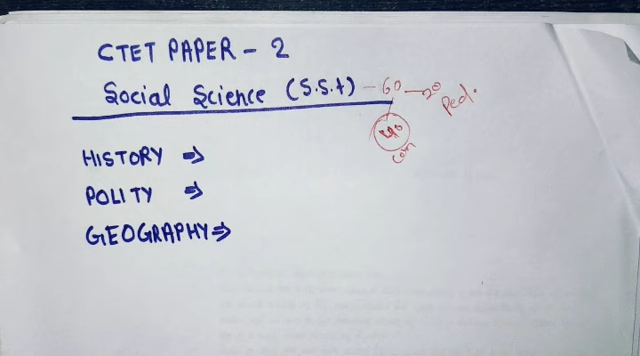 CTET PAPER - 2
Social Science (S.S.t) - 60 → 20 Ped.
40
con
HISTORY ⇒
POLITY ⇒
GEOGRAPHY ⇒